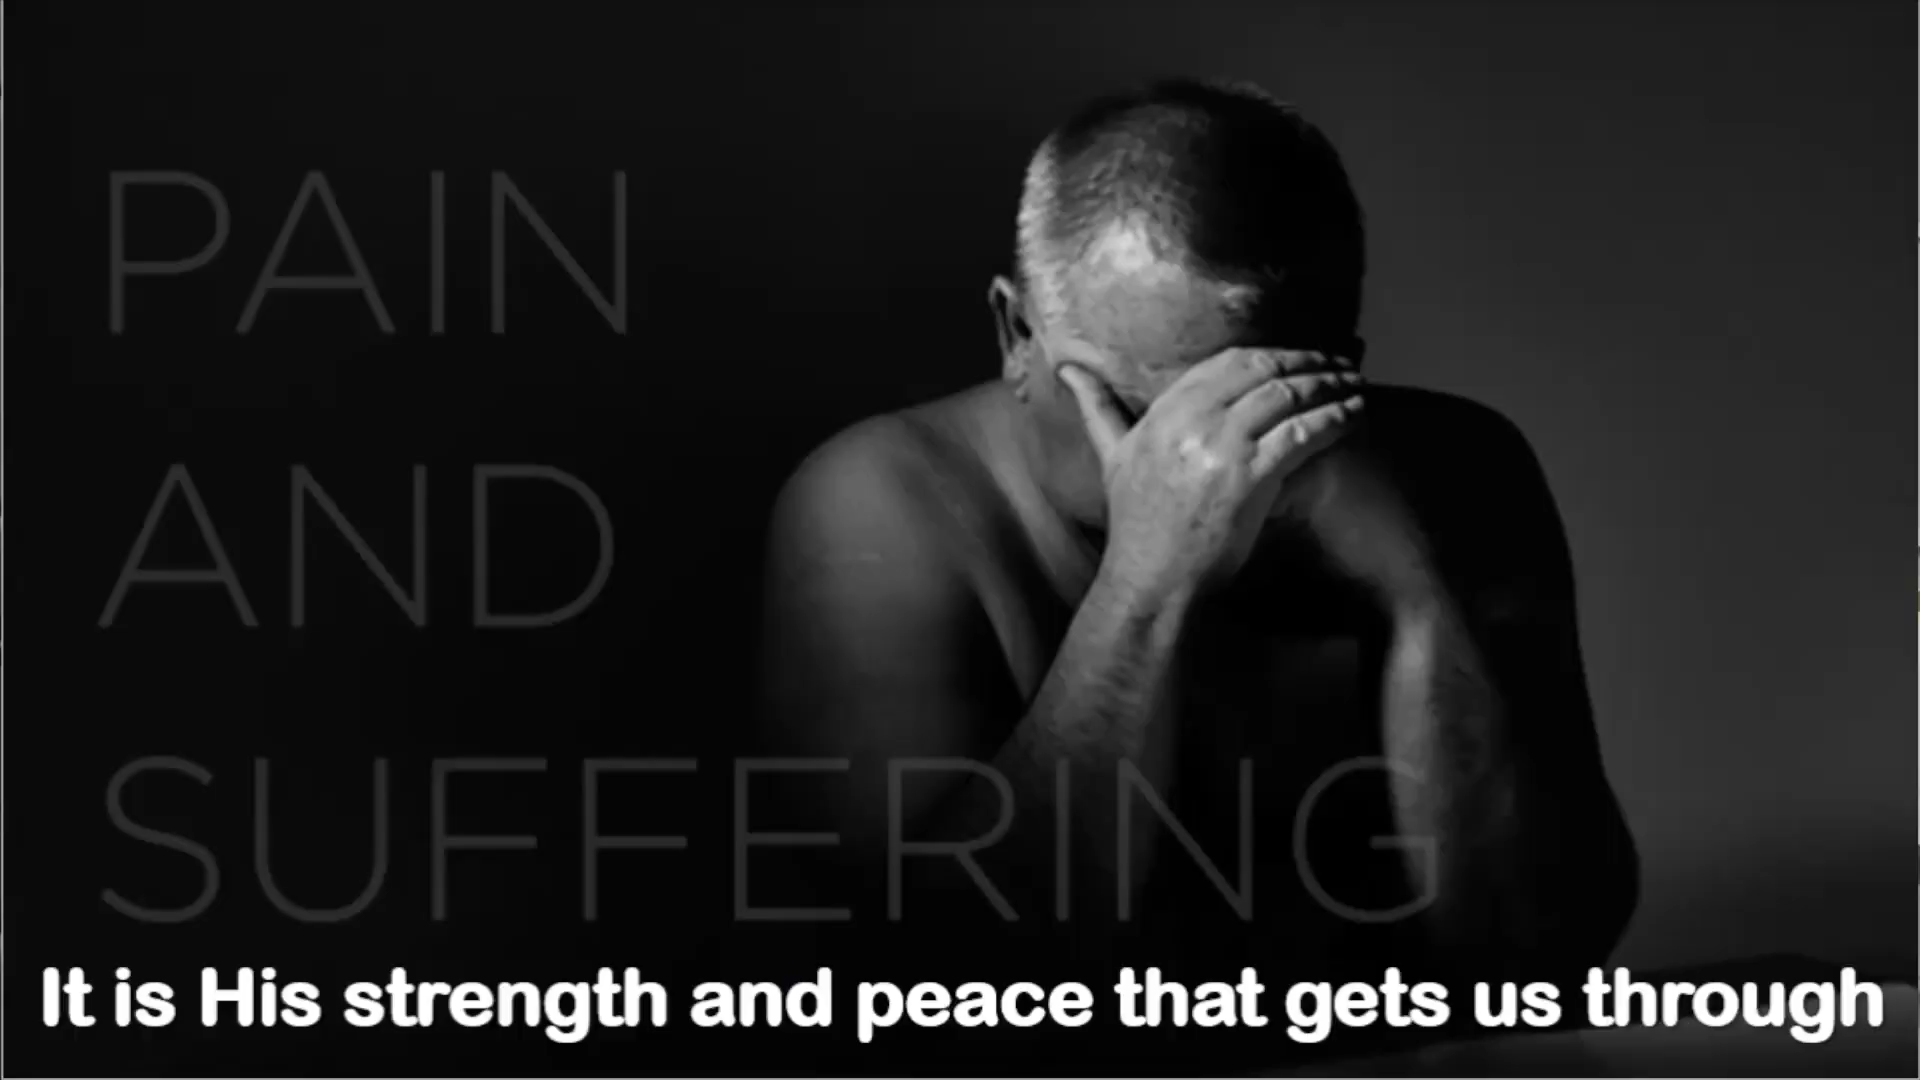 PAIN
AND
SUFFERING
It is His strength and peace that gets us through